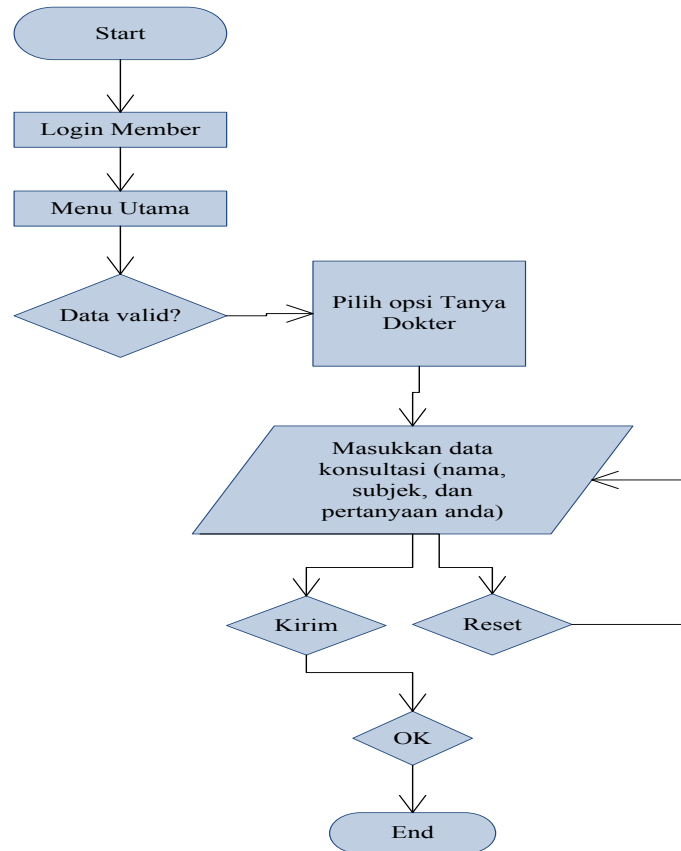 Start
Login Member
Menu Utama
Data valid?
Pilih opsi Tanya
Dokter
Masukkan data
konsultasi (nama,
subjek, dan
pertanyaan anda)
Kirim
Reset
OK
End